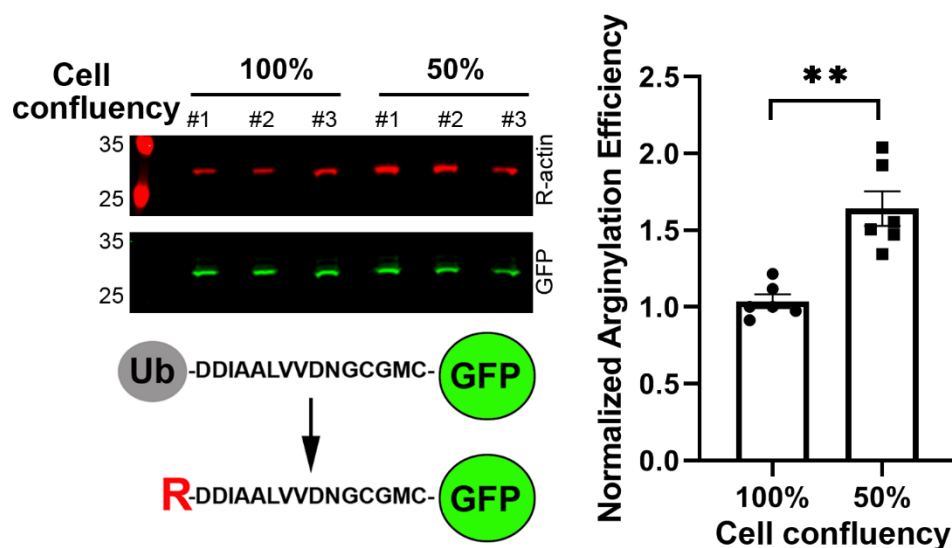 Cell confluency
100%
50%
#1 #2 #3 #1 #2 #3
35
25
R-actin
35
25
GFP
Ub -DDIAALVVDNGCGMC- GFP
R-DDIAALVVDNGCGMC- GFP
Normalized Arginylation Efficiency
**
2.5
2.0
1.5
1.0
0.5
0.0
100% 50%
Cell confluency